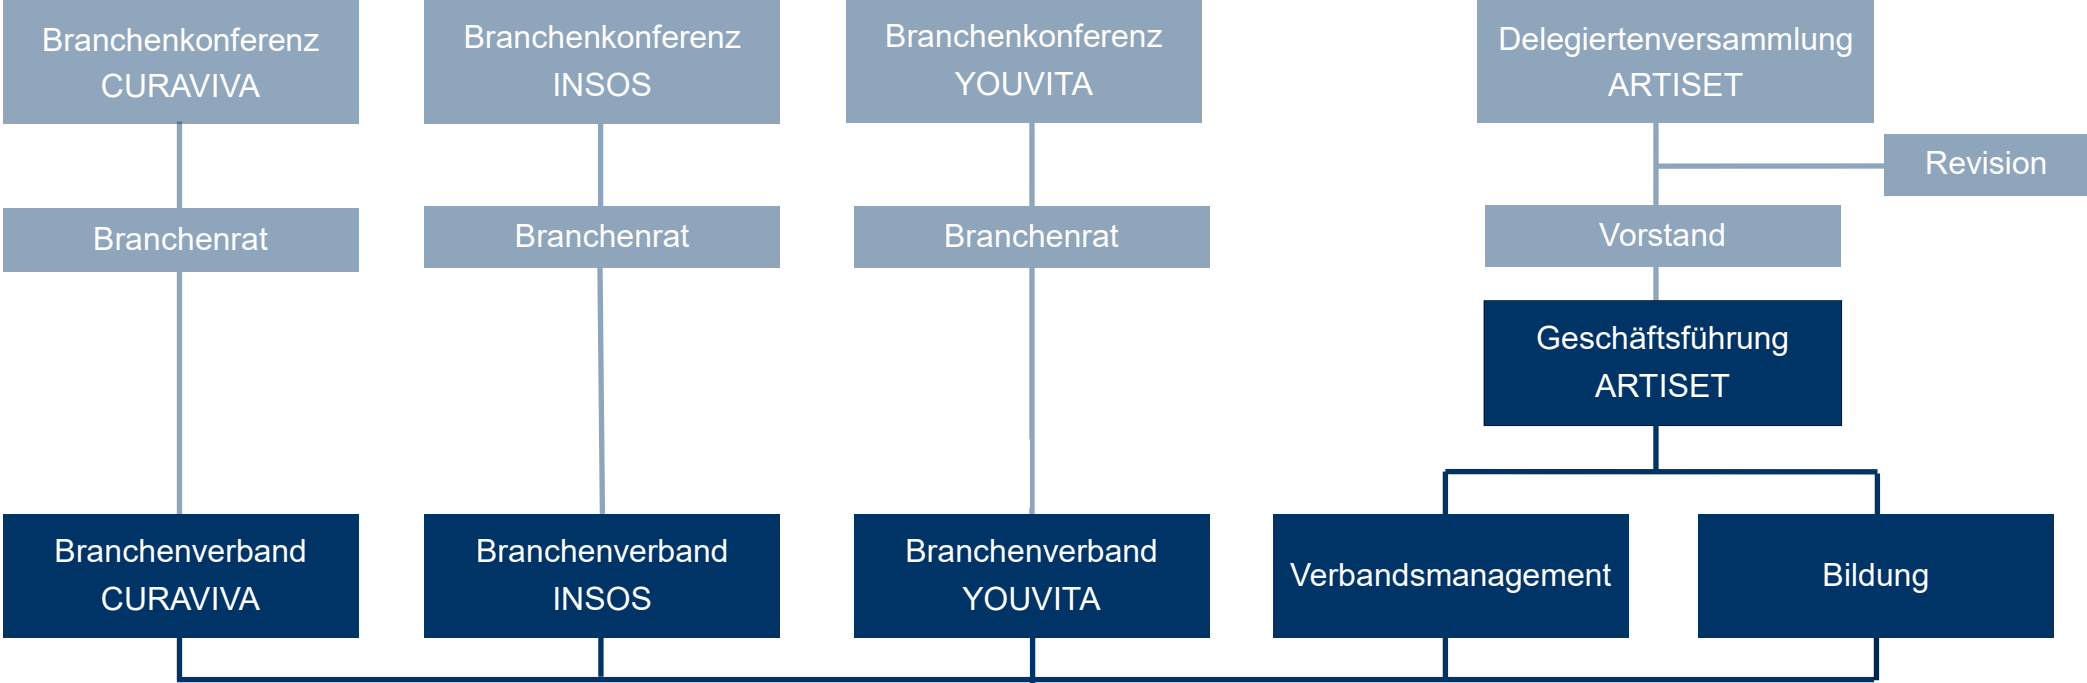 Branchenkonferenz
CURAVIVA
Branchenkonferenz
INSOS
Branchenkonferenz
YOUVITA
Delegiertenversammlung
ARTISET
Revision
Branchenrat
Branchenrat
Branchenrat
Vorstand
Geschäftsführung
ARTISET
Branchenverband
CURAVIVA
Branchenverband
INSOS
Branchenverband
YOUVITA
Verbandsmanagement
Bildung